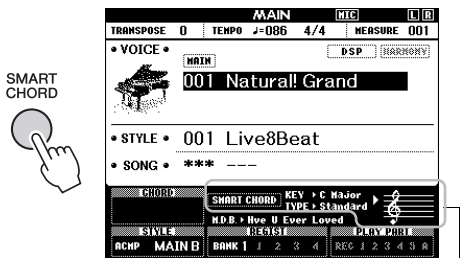 SMART
CHORD
MAIN MIC L R
TRANSPOSE 0 TEMPO ♩=086 4/4 MEASURE 001
• VOICE • DSP HARMONY
MAIN
001 Natural! Grand
• STYLE • 001 Live8Beat
• SONG • *** ---
CHORD
SMART CHORD KEY ▸ C Major
TYPE ▸ Standard
M.D.B. ▸ Hve U Ever Loved
STYLE REGIST PLAY PART
ACMP MAIN B BANK 1 1 2 3 4 REC 1 2 3 4 5 A